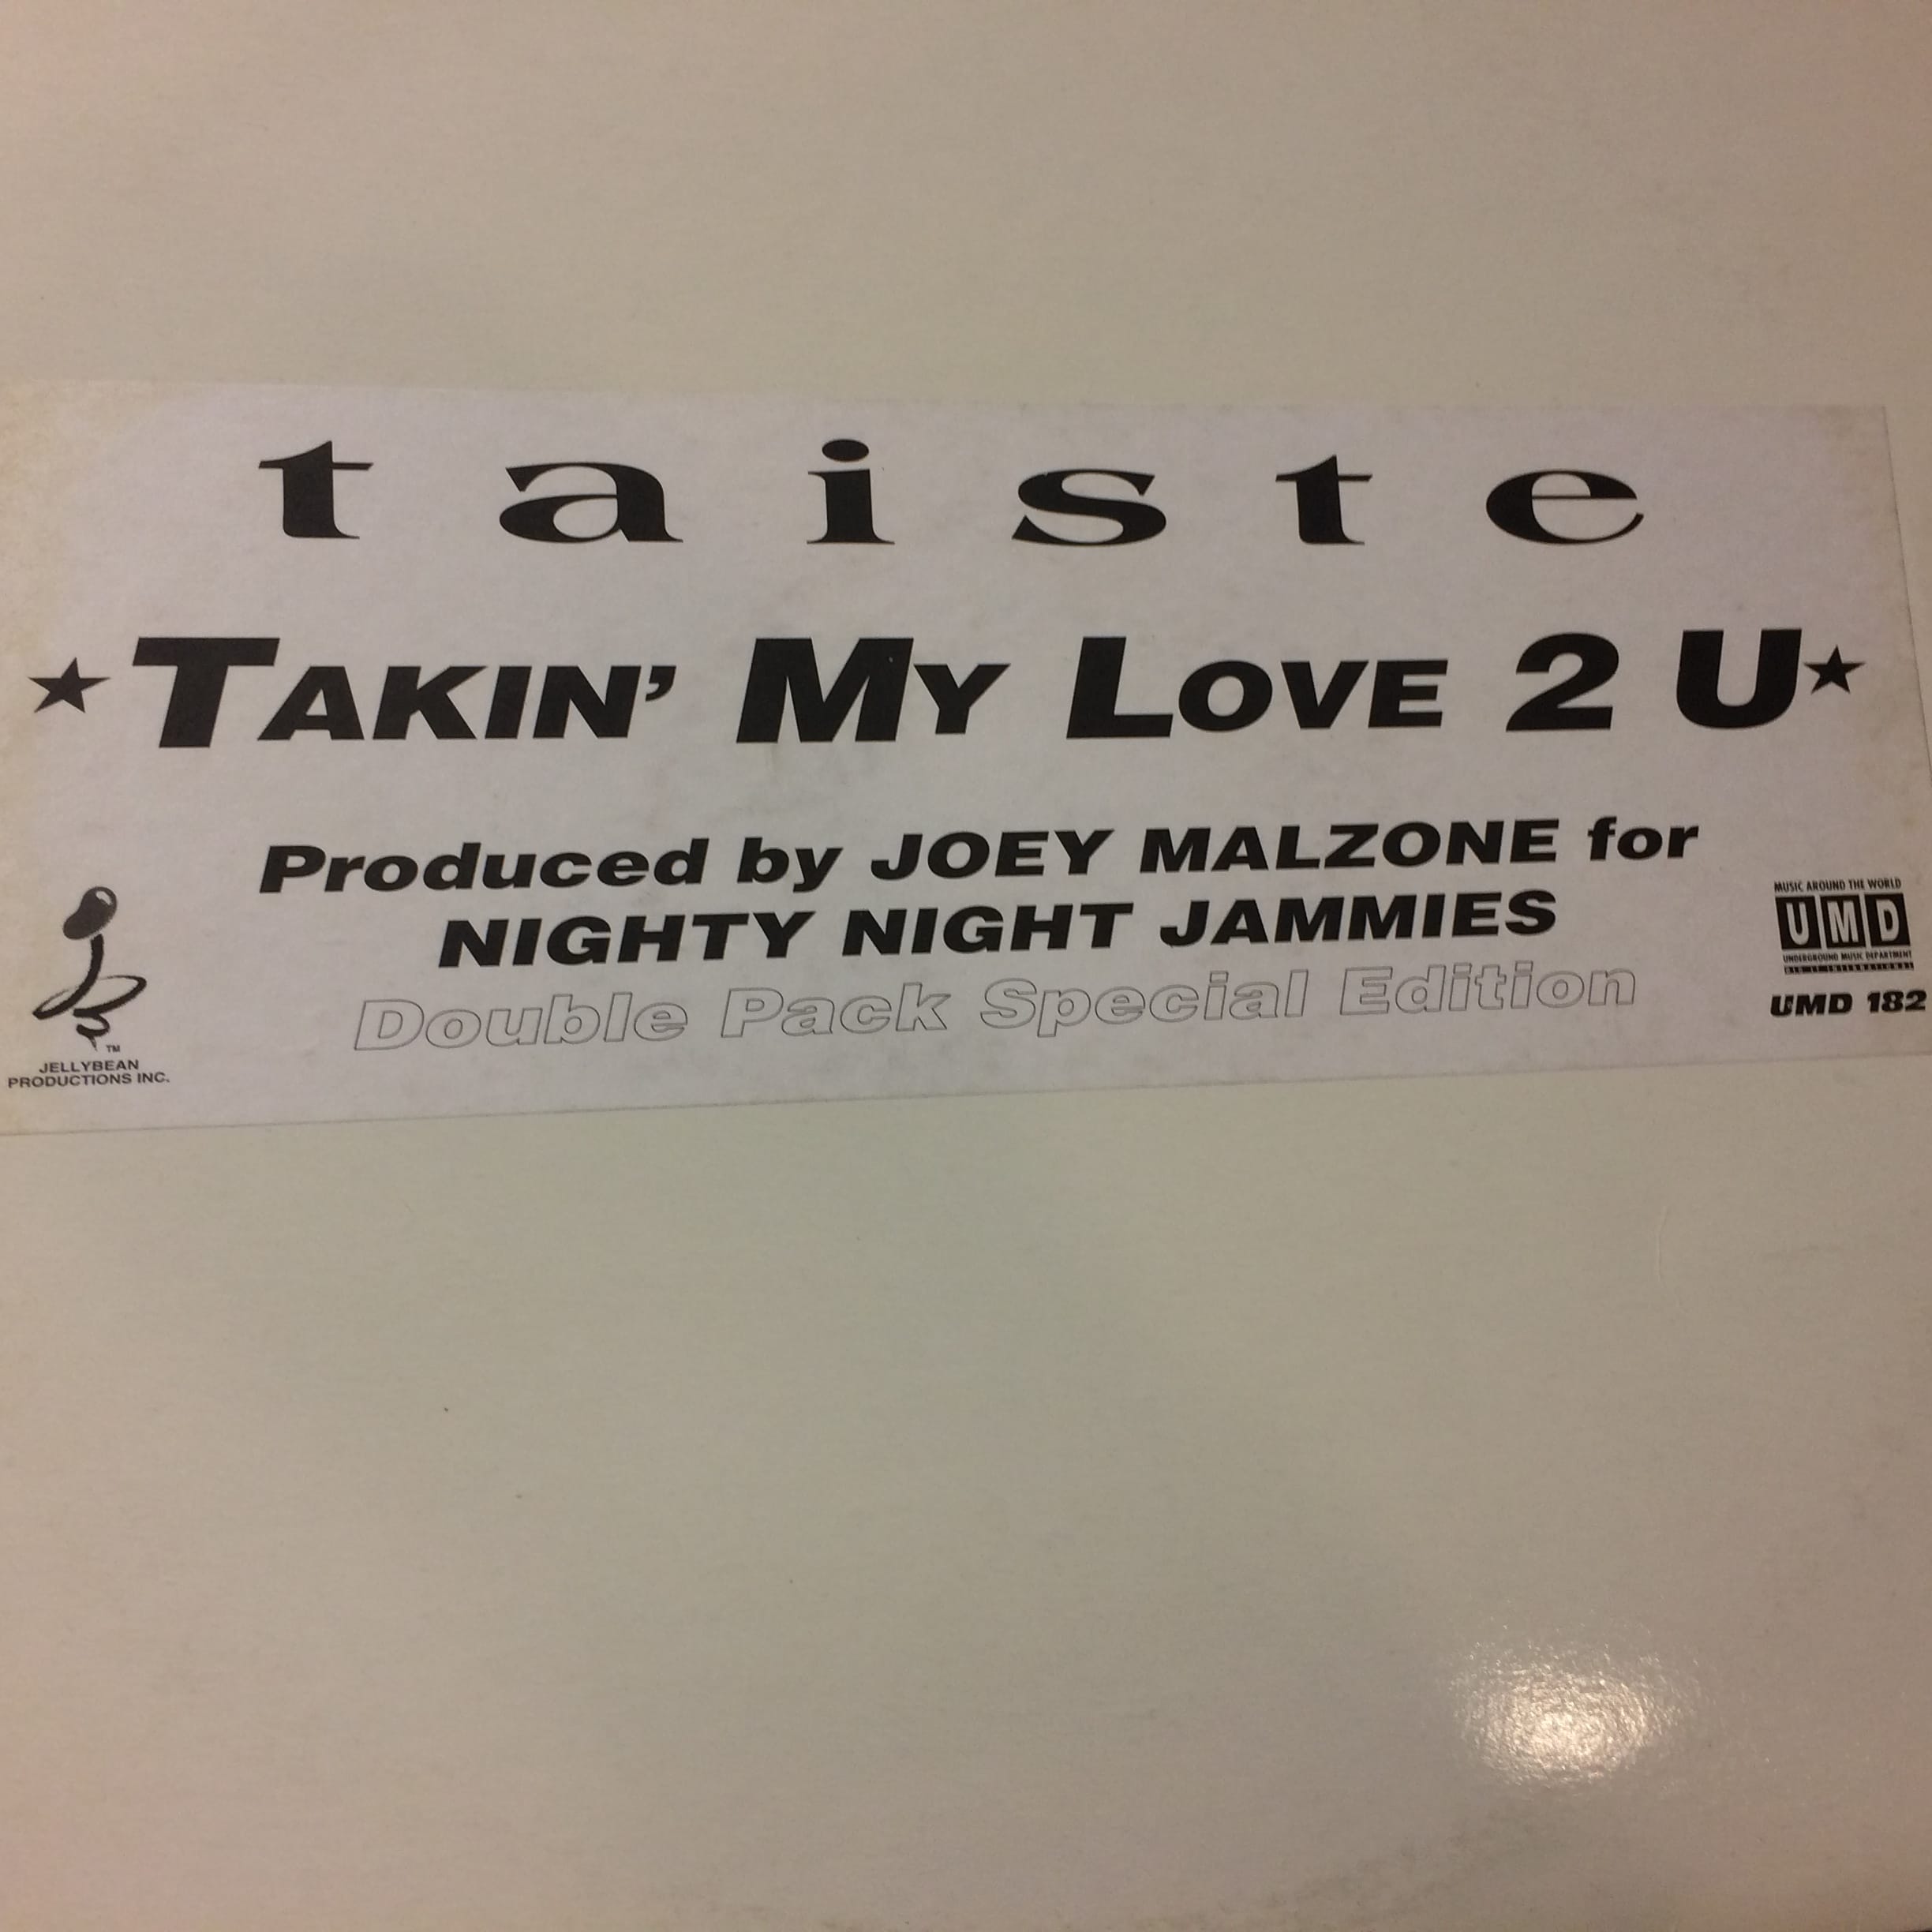 taiste
★ TAKIN' MY LOVE 2 U ★
Produced by JOEY MALZONE for
NIGHTY NIGHT JAMMIES
Double Pack Special Edition
TM
JELLYBEAN
PRODUCTIONS INC.
MUSIC AROUND THE WORLD
UMD
UNDERGROUND MUSIC DEPARTMENT
UMD 182